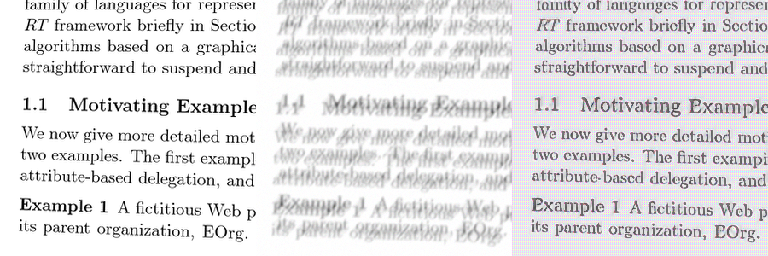 family of languages for represe
RT framework briefly in Sectio
algorithms based on a graphic
straightforward to suspend and
1.1 Motivating Example
We now give more detailed mot
two examples. The first exampl
attribute-based delegation, and
Example 1 A fictitious Web p
its parent organization, EOrg.
family of languages for represe
RT framework briefly in Sectio
algorithms based on a graphic
straightforward to suspend and
1.1 Motivating Example
We now give more detailed mot
two examples. The first exampl
attribute-based delegation, and
Example 1 A fictitious Web p
its parent organization, EOrg.
family of languages for represe
RT framework briefly in Sectio
algorithms based on a graphic
straightforward to suspend and
1.1 Motivating Example
We now give more detailed mot
two examples. The first exampl
attribute-based delegation, and
Example 1 A fictitious Web p
its parent organization, EOrg.